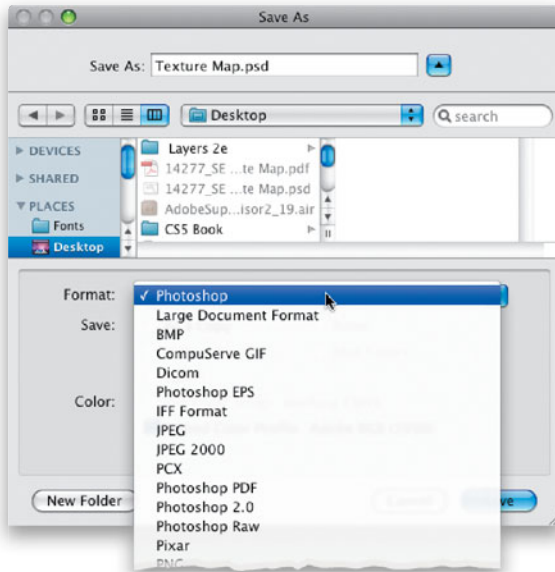 Save As
Save As: Texture Map.psd
Desktop
search
DEVICES
SHARED
PLACES
Fonts
Desktop
Layers 2e
14277_SE ...te Map.pdf
14277_SE ...te Map.psd
AdobeSup...isor2_19.air
CS5 Book
Format:
Save:
Color:
✓ Photoshop
Large Document Format
BMP
CompuServe GIF
Dicom
Photoshop EPS
IFF Format
JPEG
JPEG 2000
PCX
Photoshop PDF
Photoshop 2.0
Photoshop Raw
Pixar
PNG
New Folder